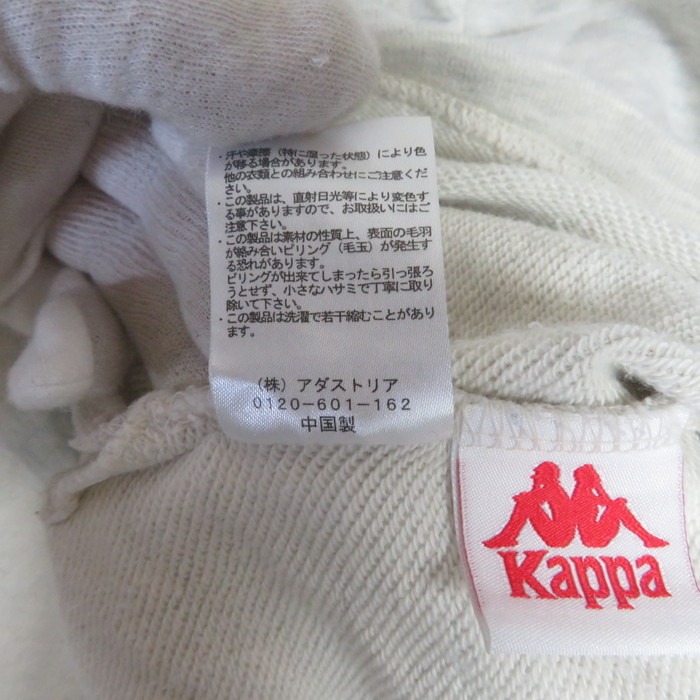 ・汗や摩擦（特に湿った状態）により色
が移る場合があります。
他の衣類との組み合わせにご注意くだ
さい。
・この製品は、直射日光等により変色す
る事がありますので、お取扱いにはご
注意下さい。
・この製品は素材の性質上、表面の毛羽
が絡み合いピリング（毛玉）が発生す
る恐れがあります。
ピリングが出来てしまったら引っ張ろ
うとせず、小さなハサミで丁寧に取り
除いて下さい。
・この製品は洗濯で若干縮むことがあり
ます。
（株）アダストリア
0120-601-162
中国製
Kappa